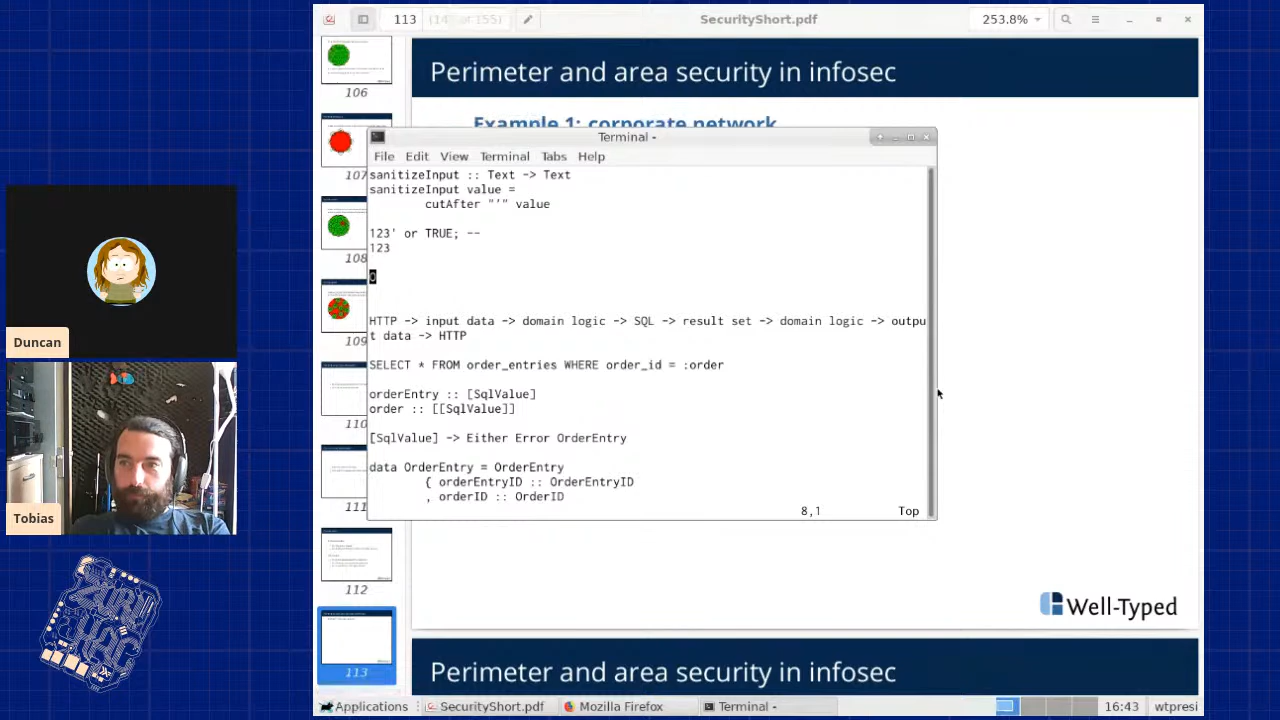 113 (14 of 155)
SecurityShort.pdf
253.8%
106
107
108
109
110
111
112
113
Perimeter and area security in infosec
Example 1: corporate network
Terminal -
File Edit View Terminal Tabs Help
sanitizeInput :: Text -> Text
sanitizeInput value =
cutAfter "'" value
123' or TRUE; --
123
HTTP -> input data -> domain logic -> SQL -> result set -> domain logic -> outpu
t data -> HTTP
SELECT * FROM order_entries WHERE order_id = :order
orderEntry :: [SqlValue]
order :: [[SqlValue]]
[SqlValue] -> Either Error OrderEntry
data OrderEntry = OrderEntry
{ orderEntryID :: OrderEntryID
, orderID :: OrderID
8,1 Top
Well-Typed
Perimeter and area security in infosec
Duncan
Tobias
Applications
SecurityShort.pdf
Mozilla Firefox
Terminal -
16:43
wtpresi